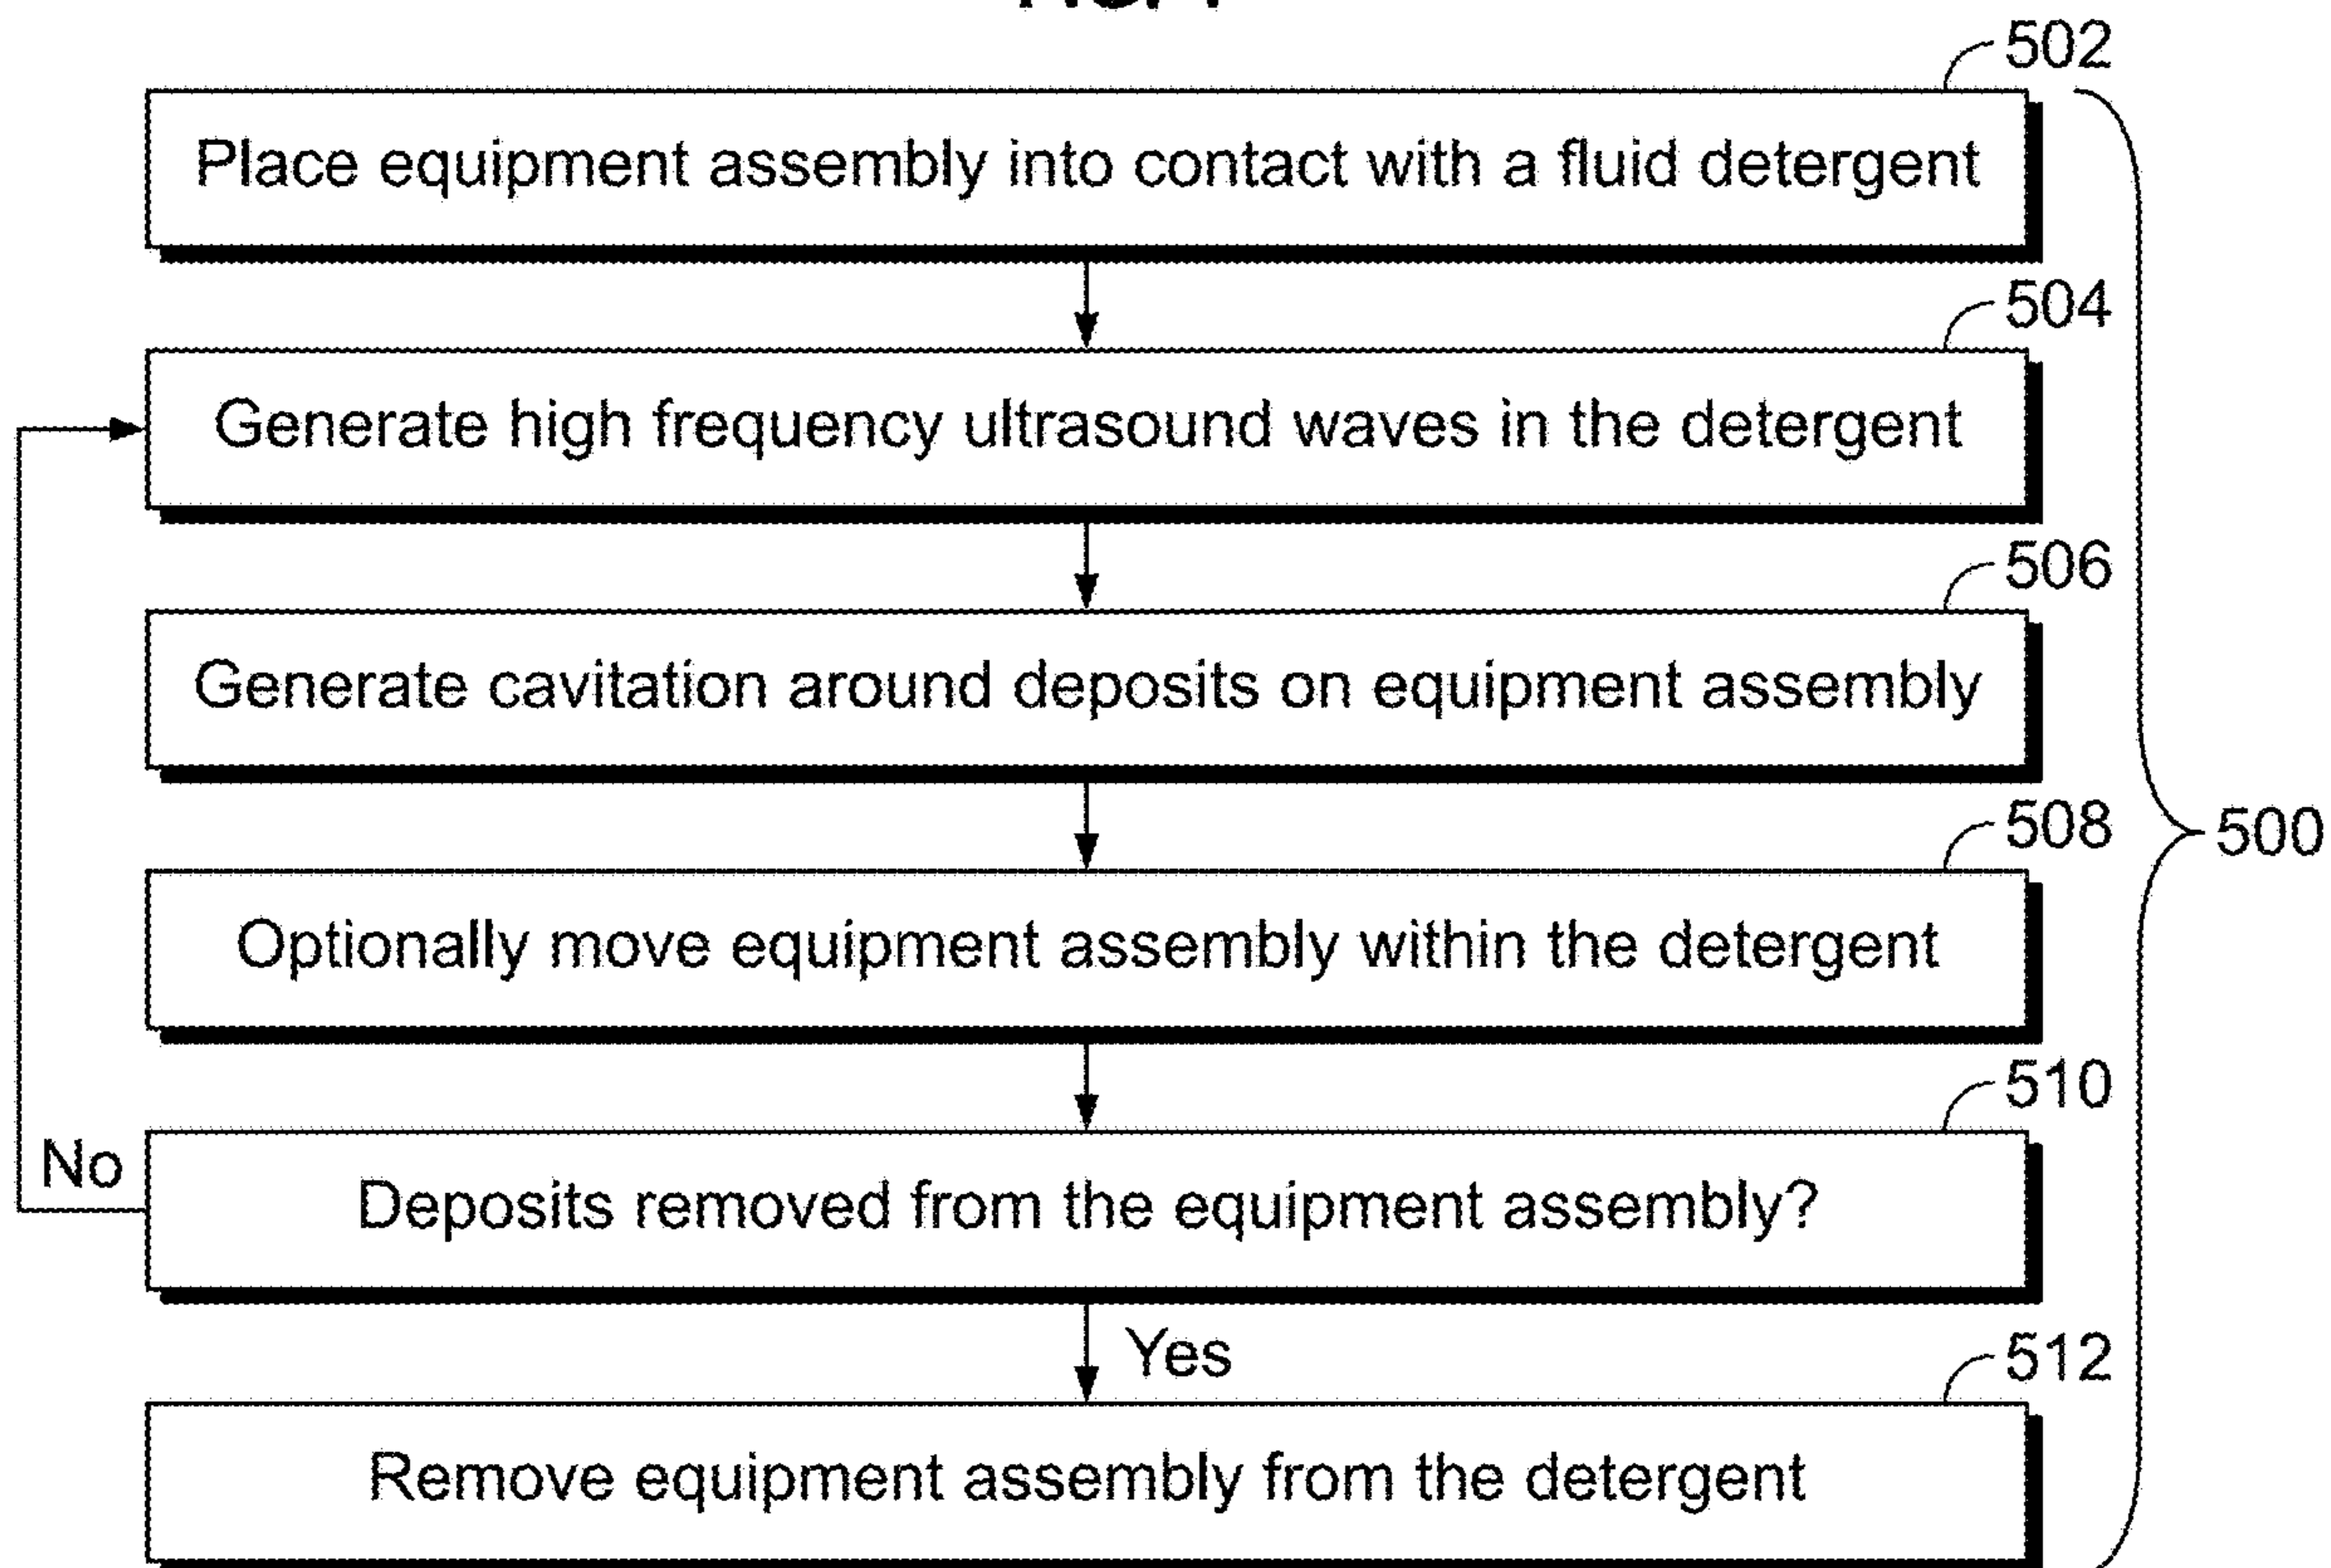 502
Place equipment assembly into contact with a fluid detergent
504
Generate high frequency ultrasound waves in the detergent
506
Generate cavitation around deposits on equipment assembly
508
500
Optionally move equipment assembly within the detergent
510
No
Deposits removed from the equipment assembly?
Yes
512
Remove equipment assembly from the detergent